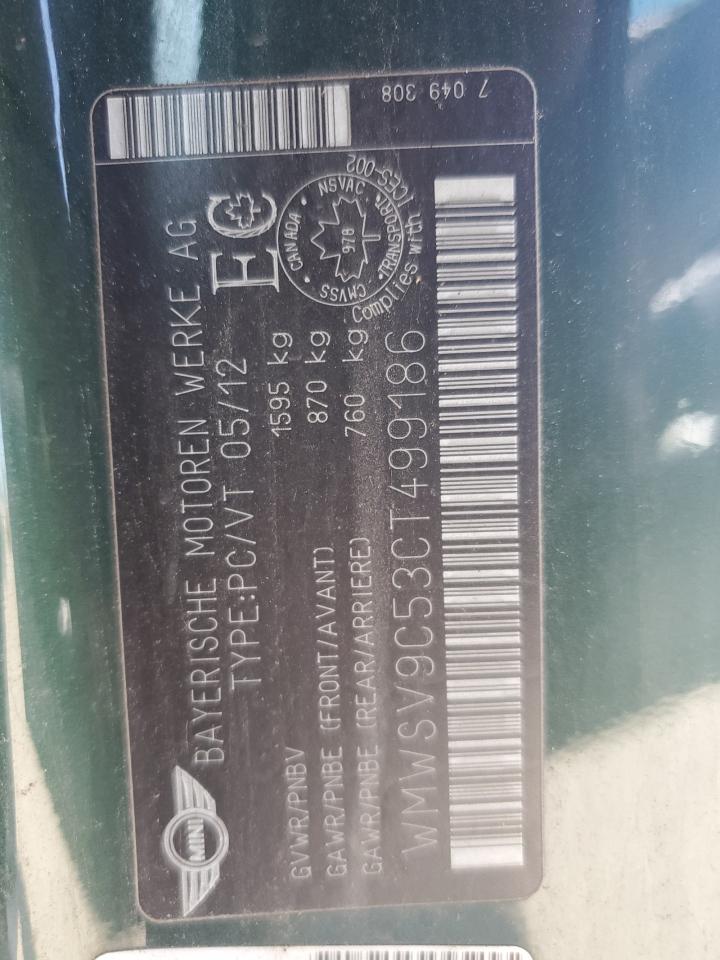 MINI
BAYERISCHE MOTOREN WERKE AG
TYPE:PC/VT 05/12
EC
GVWR/PNBV 1595 kg
GAWR/PNBE (FRONT/AVANT) 870 kg
GAWR/PNBE (REAR/ARRIERE) 760 kg
CANADA • NSVAC • TRANSPORT • CMVSS
978
Complies with ICES-002
WMWSV9C53CT499186
7 049 308